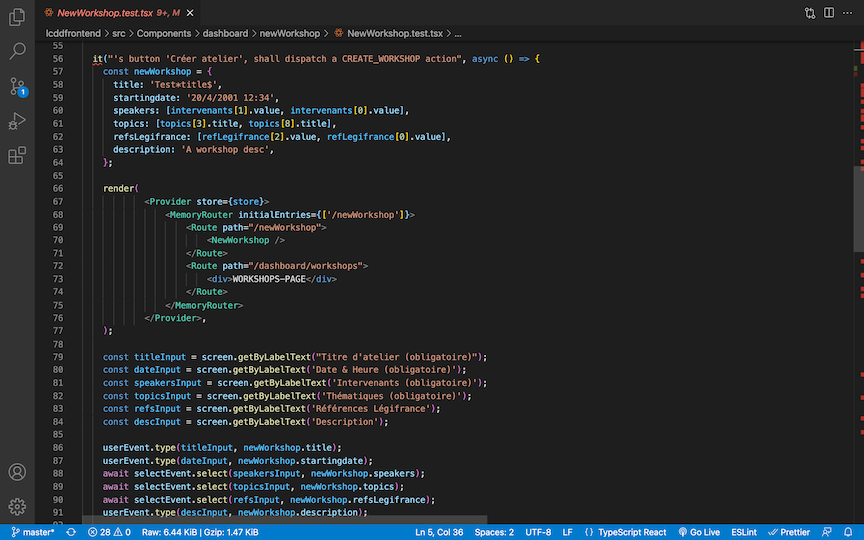 NewWorkshop.test.tsx 9+, M
lcddfrontend > src > Components > dashboard > newWorkshop > NewWorkshop.test.tsx > ...
55
56 it("'s button 'Créer atelier', shall dispatch a CREATE_WORKSHOP action", async () => {
57 const newWorkshop = {
58 title: 'Test*title$',
59 startingdate: '20/4/2001 12:34',
60 speakers: [intervenants[1].value, intervenants[0].value],
61 topics: [topics[3].title, topics[8].title],
62 refsLegifrance: [refLegifrance[2].value, refLegifrance[0].value],
63 description: 'A workshop desc',
64 };
65
66 render(
67 <Provider store={store}>
68 <MemoryRouter initialEntries={['/newWorkshop']}>
69 <Route path="/newWorkshop">
70 <NewWorkshop />
71 </Route>
72 <Route path="/dashboard/workshops">
73 <div>WORKSHOPS-PAGE</div>
74 </Route>
75 </MemoryRouter>
76 </Provider>,
77 );
78
79 const titleInput = screen.getByLabelText("Titre d'atelier (obligatoire)");
80 const dateInput = screen.getByLabelText('Date & Heure (obligatoire)');
81 const speakersInput = screen.getByLabelText('Intervenants (obligatoire)');
82 const topicsInput = screen.getByLabelText('Thématiques (obligatoire)');
83 const refsInput = screen.getByLabelText('Références Légifrance');
84 const descInput = screen.getByLabelText('Description');
85
86 userEvent.type(titleInput, newWorkshop.title);
87 userEvent.type(dateInput, newWorkshop.startingdate);
88 await selectEvent.select(speakersInput, newWorkshop.speakers);
89 await selectEvent.select(topicsInput, newWorkshop.topics);
90 await selectEvent.select(refsInput, newWorkshop.refsLegifrance);
91 userEvent.type(descInput, newWorkshop.description);
1
master* 28 0 Raw: 6.44 KiB | Gzip: 1.47 KiB Ln 5, Col 36 Spaces: 2 UTF-8 LF TypeScript React Go Live ESLint Prettier